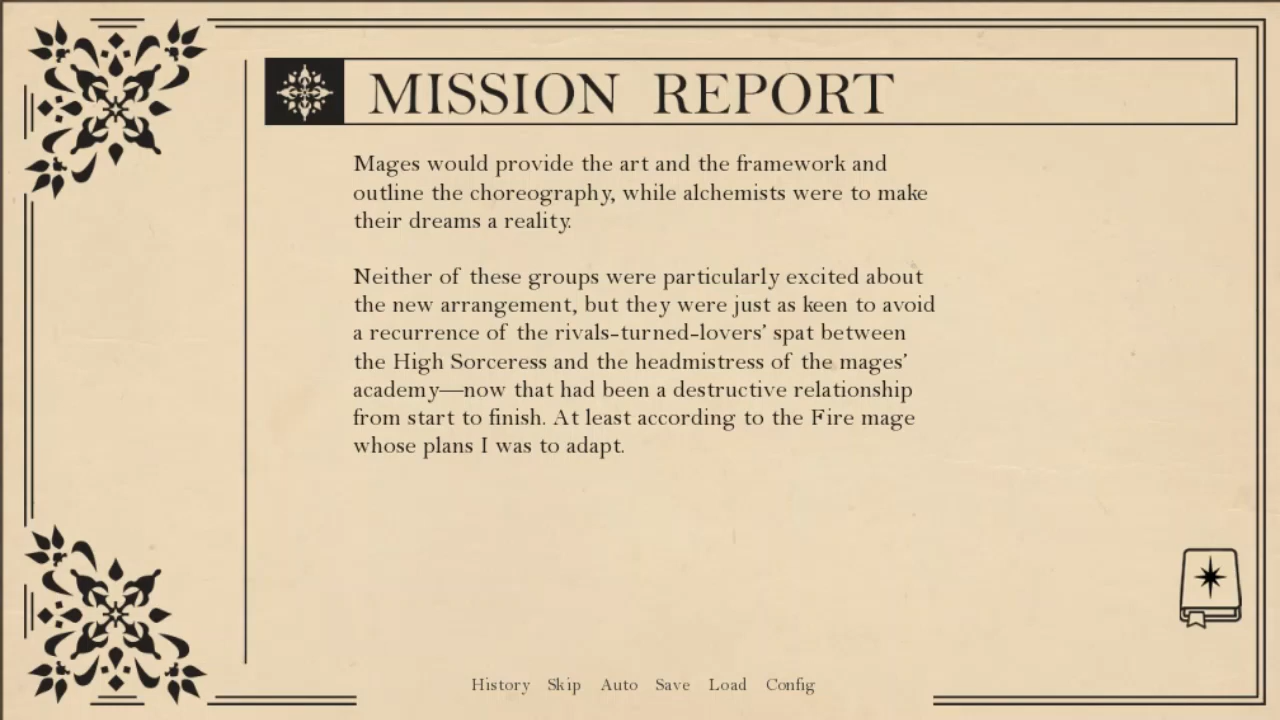 MISSION REPORT
Mages would provide the art and the framework and
outline the choreography, while alchemists were to make
their dreams a reality.
Neither of these groups were particularly excited about
the new arrangement, but they were just as keen to avoid
a recurrence of the rivals-turned-lovers’ spat between
the High Sorceress and the headmistress of the mages’
academy—now that had been a destructive relationship
from start to finish. At least according to the Fire mage
whose plans I was to adapt.
History Skip Auto Save Load Config